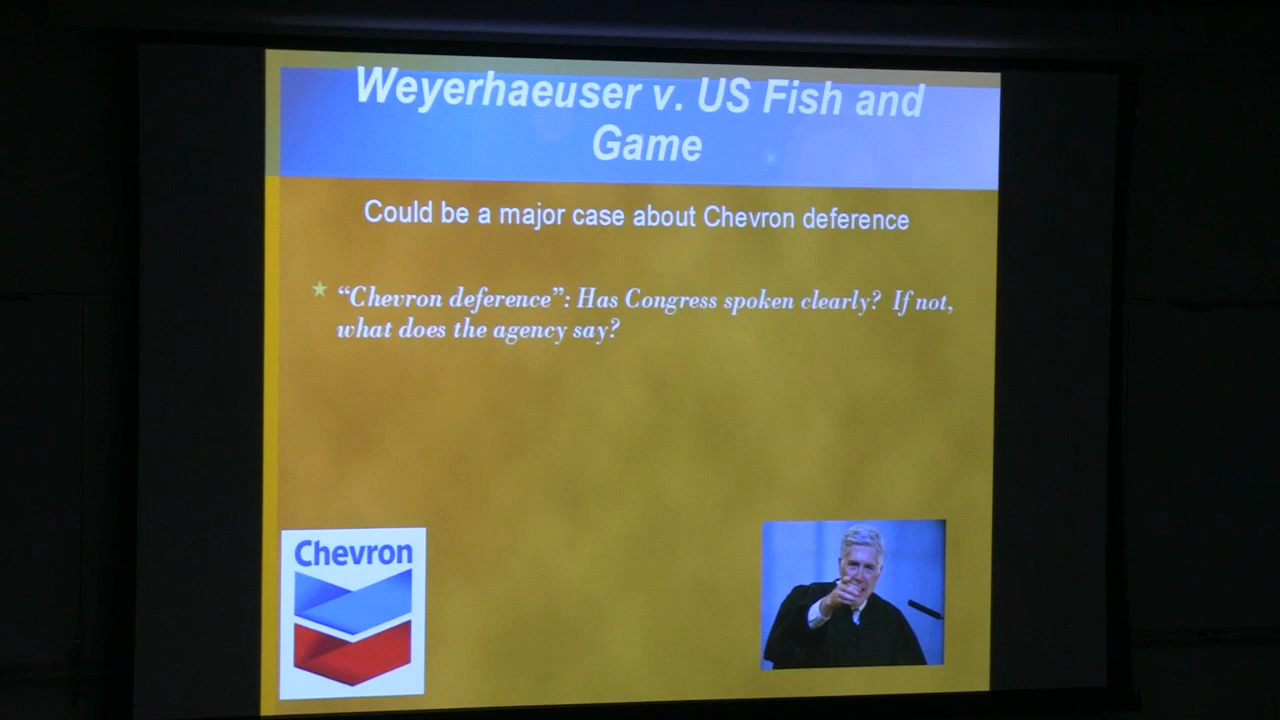 Weyerhaeuser v. US Fish and
Game
Could be a major case about Chevron deference
“Chevron deference”: Has Congress spoken clearly? If not,
what does the agency say?
Chevron